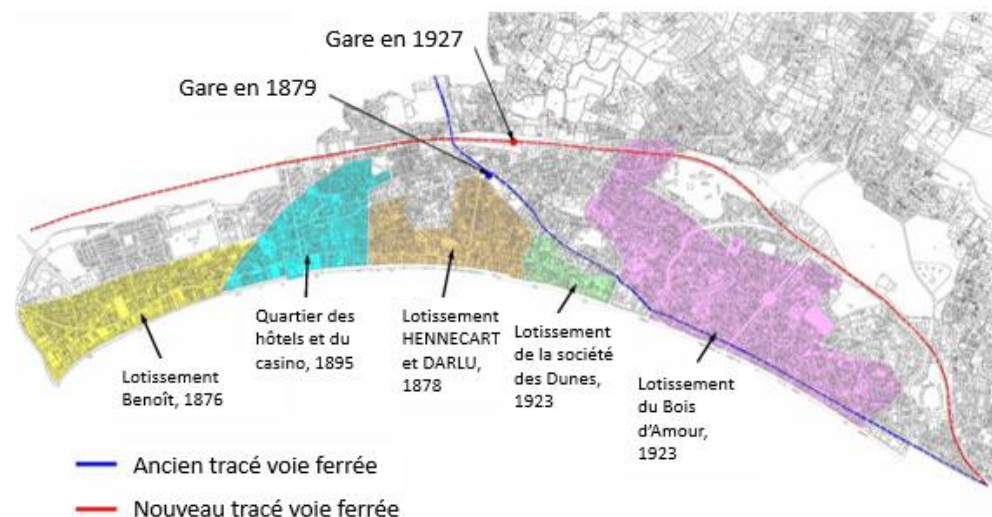 Gare en 1927
Gare en 1879
Lotissement
Benoît, 1876
Quartier des
hôtels et du
casino, 1895
Lotissement
HENNECART
et DARLU,
1878
Lotissement
de la société
des Dunes,
1923
Lotissement
du Bois
d'Amour,
1923
Ancien tracé voie ferrée
Nouveau tracé voie ferrée